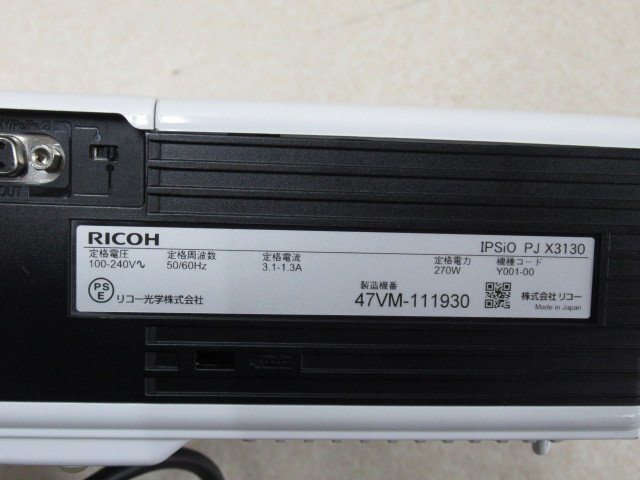 OUT
RICOH
IPSiO PJ X3130
定格電圧 定格周波数 定格電流 定格電力 機種コード
100-240V∿ 50/60Hz 3.1-1.3A 270W Y001-00
PS
E
リコー光学株式会社
製造機番
47VM-111930
株式会社 リコー
Made in Japan